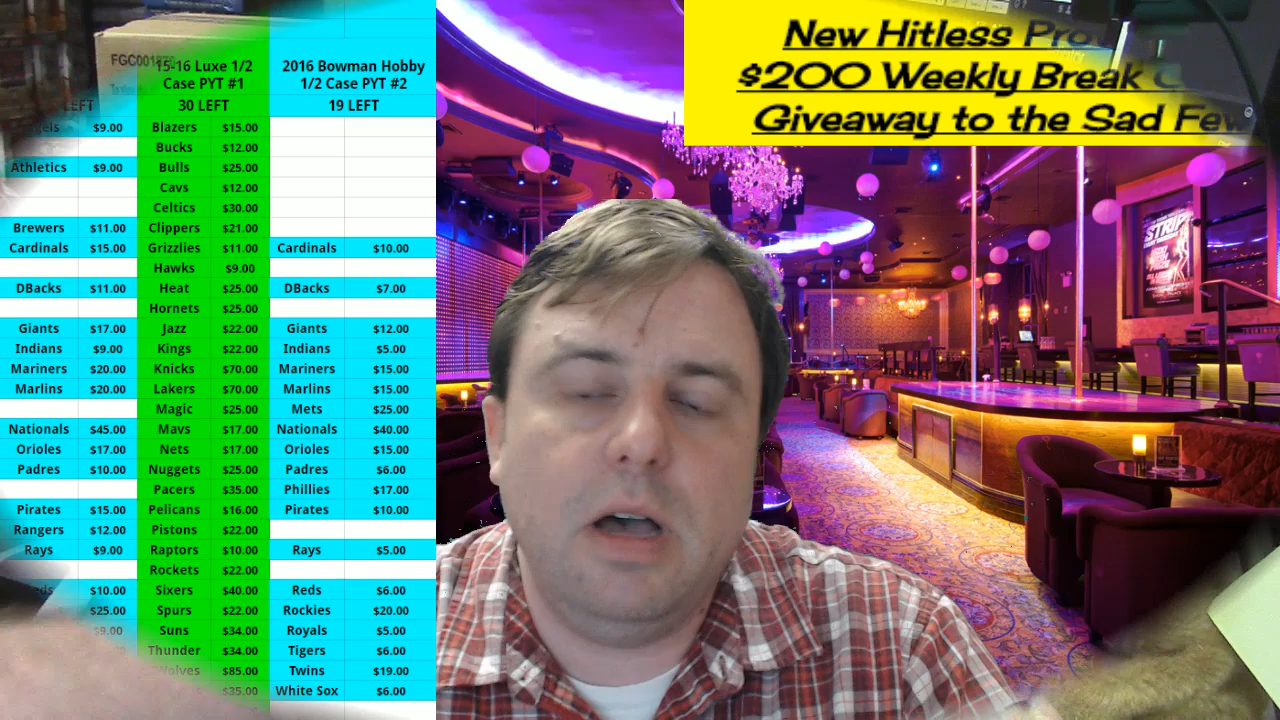 New Hitless
$200 Weekly Break
Giveaway to the Sad Few
FGC001
15-16 Luxe 1/2
Case PYT #1
30 LEFT
2016 Bowman Hobby
1/2 Case PYT #2
19 LEFT
LEFT
$9.00 Blazers $15.00
Bucks $12.00
Athletics $9.00 Bulls $25.00
Cavs $12.00
Celtics $30.00
Brewers $11.00 Clippers $21.00
Cardinals $15.00 Grizzlies $11.00 Cardinals $10.00
Hawks $9.00
DBacks $11.00 Heat $25.00 DBacks $7.00
Hornets $25.00
Giants $17.00 Jazz $22.00 Giants $12.00
Indians $9.00 Kings $22.00 Indians $5.00
Mariners $20.00 Knicks $70.00 Mariners $15.00
Marlins $20.00 Lakers $70.00 Marlins $15.00
Magic $25.00 Mets $25.00
Nationals $45.00 Mavs $17.00 Nationals $40.00
Orioles $17.00 Nets $17.00 Orioles $15.00
Padres $10.00 Nuggets $25.00 Padres $6.00
Pacers $35.00 Phillies $17.00
Pirates $15.00 Pelicans $16.00 Pirates $10.00
Rangers $12.00 Pistons $22.00
Rays $9.00 Raptors $10.00 Rays $5.00
Rockets $22.00
Reds $10.00 Sixers $40.00 Reds $6.00
$25.00 Spurs $22.00 Rockies $20.00
$9.00 Suns $34.00 Royals $5.00
Thunder $34.00 Tigers $6.00
Wolves $85.00 Twins $19.00
$35.00 White Sox $6.00
STRIP